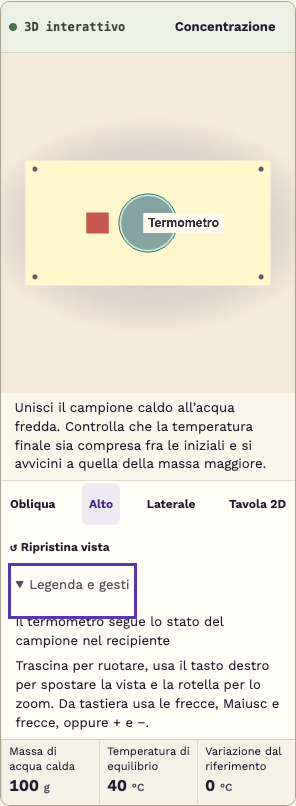 3D interattivo
Concentrazione
Termometro
Unisci il campione caldo all’acqua
fredda. Controlla che la temperatura
finale sia compresa fra le iniziali e si
avvicini a quella della massa maggiore.
Obliqua Alto Laterale Tavola 2D
↺ Ripristina vista
▼ Legenda e gesti
Il termometro segue lo stato del
campione nel recipiente
Trascina per ruotare, usa il tasto destro
per spostare la vista e la rotella per lo
zoom. Da tastiera usa le frecce, Maiusc e
frecce, oppure + e −.
Massa di
acqua calda
100 g
Temperatura di
equilibrio
40 °C
Variazione dal
riferimento
0 °C